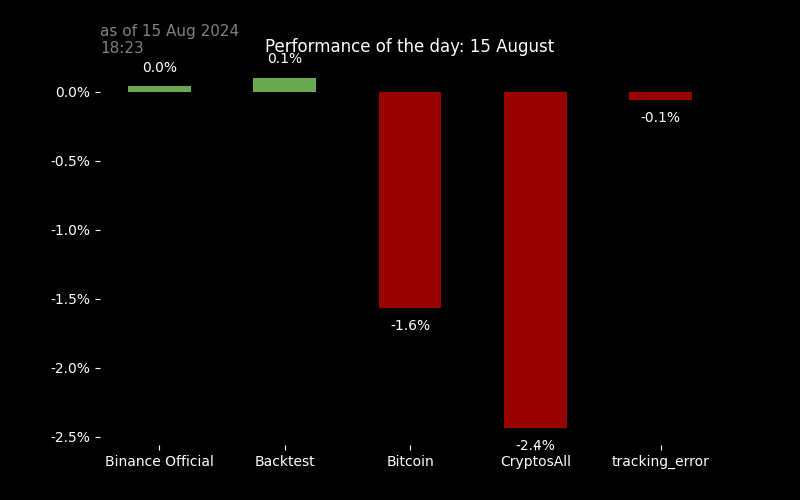 as of 15 Aug 2024
18:23
Performance of the day: 15 August
0.0%
0.1%
0.0%
-0.1%
-0.5%
-1.0%
-1.5%
-1.6%
-2.0%
-2.5%
-2.4%
Binance Official
Backtest
Bitcoin
CryptosAll
tracking_error